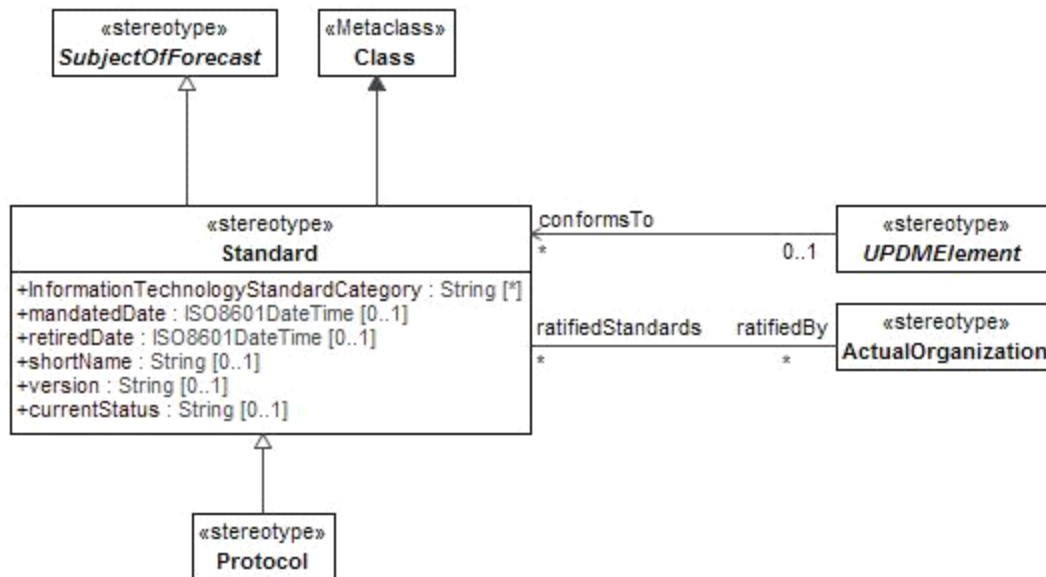 «stereotype»
SubjectOfForecast
«Metaclass»
Class
«stereotype»
Standard
+InformationTechnologyStandardCategory : String [*]
+mandatedDate : ISO8601DateTime [0..1]
+retiredDate : ISO8601DateTime [0..1]
+shortName : String [0..1]
+version : String [0..1]
+currentStatus : String [0..1]
conformsTo
*
0..1
«stereotype»
UPDMElement
ratifiedStandards
*
ratifiedBy
*
«stereotype»
ActualOrganization
«stereotype»
Protocol